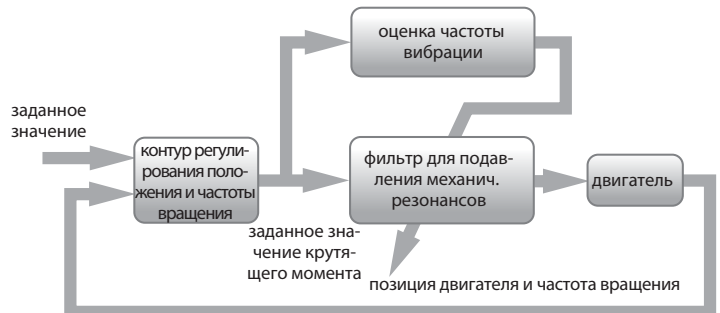 оценка частоты
вибрации
заданное
значение
контур регули-
рования поло-
жения и частоты
вращения
фильтр для подав-
ления механич.
резонансов
двигатель
заданное зна-
чение крутя-
щего момента
позиция двигателя и частота вращения